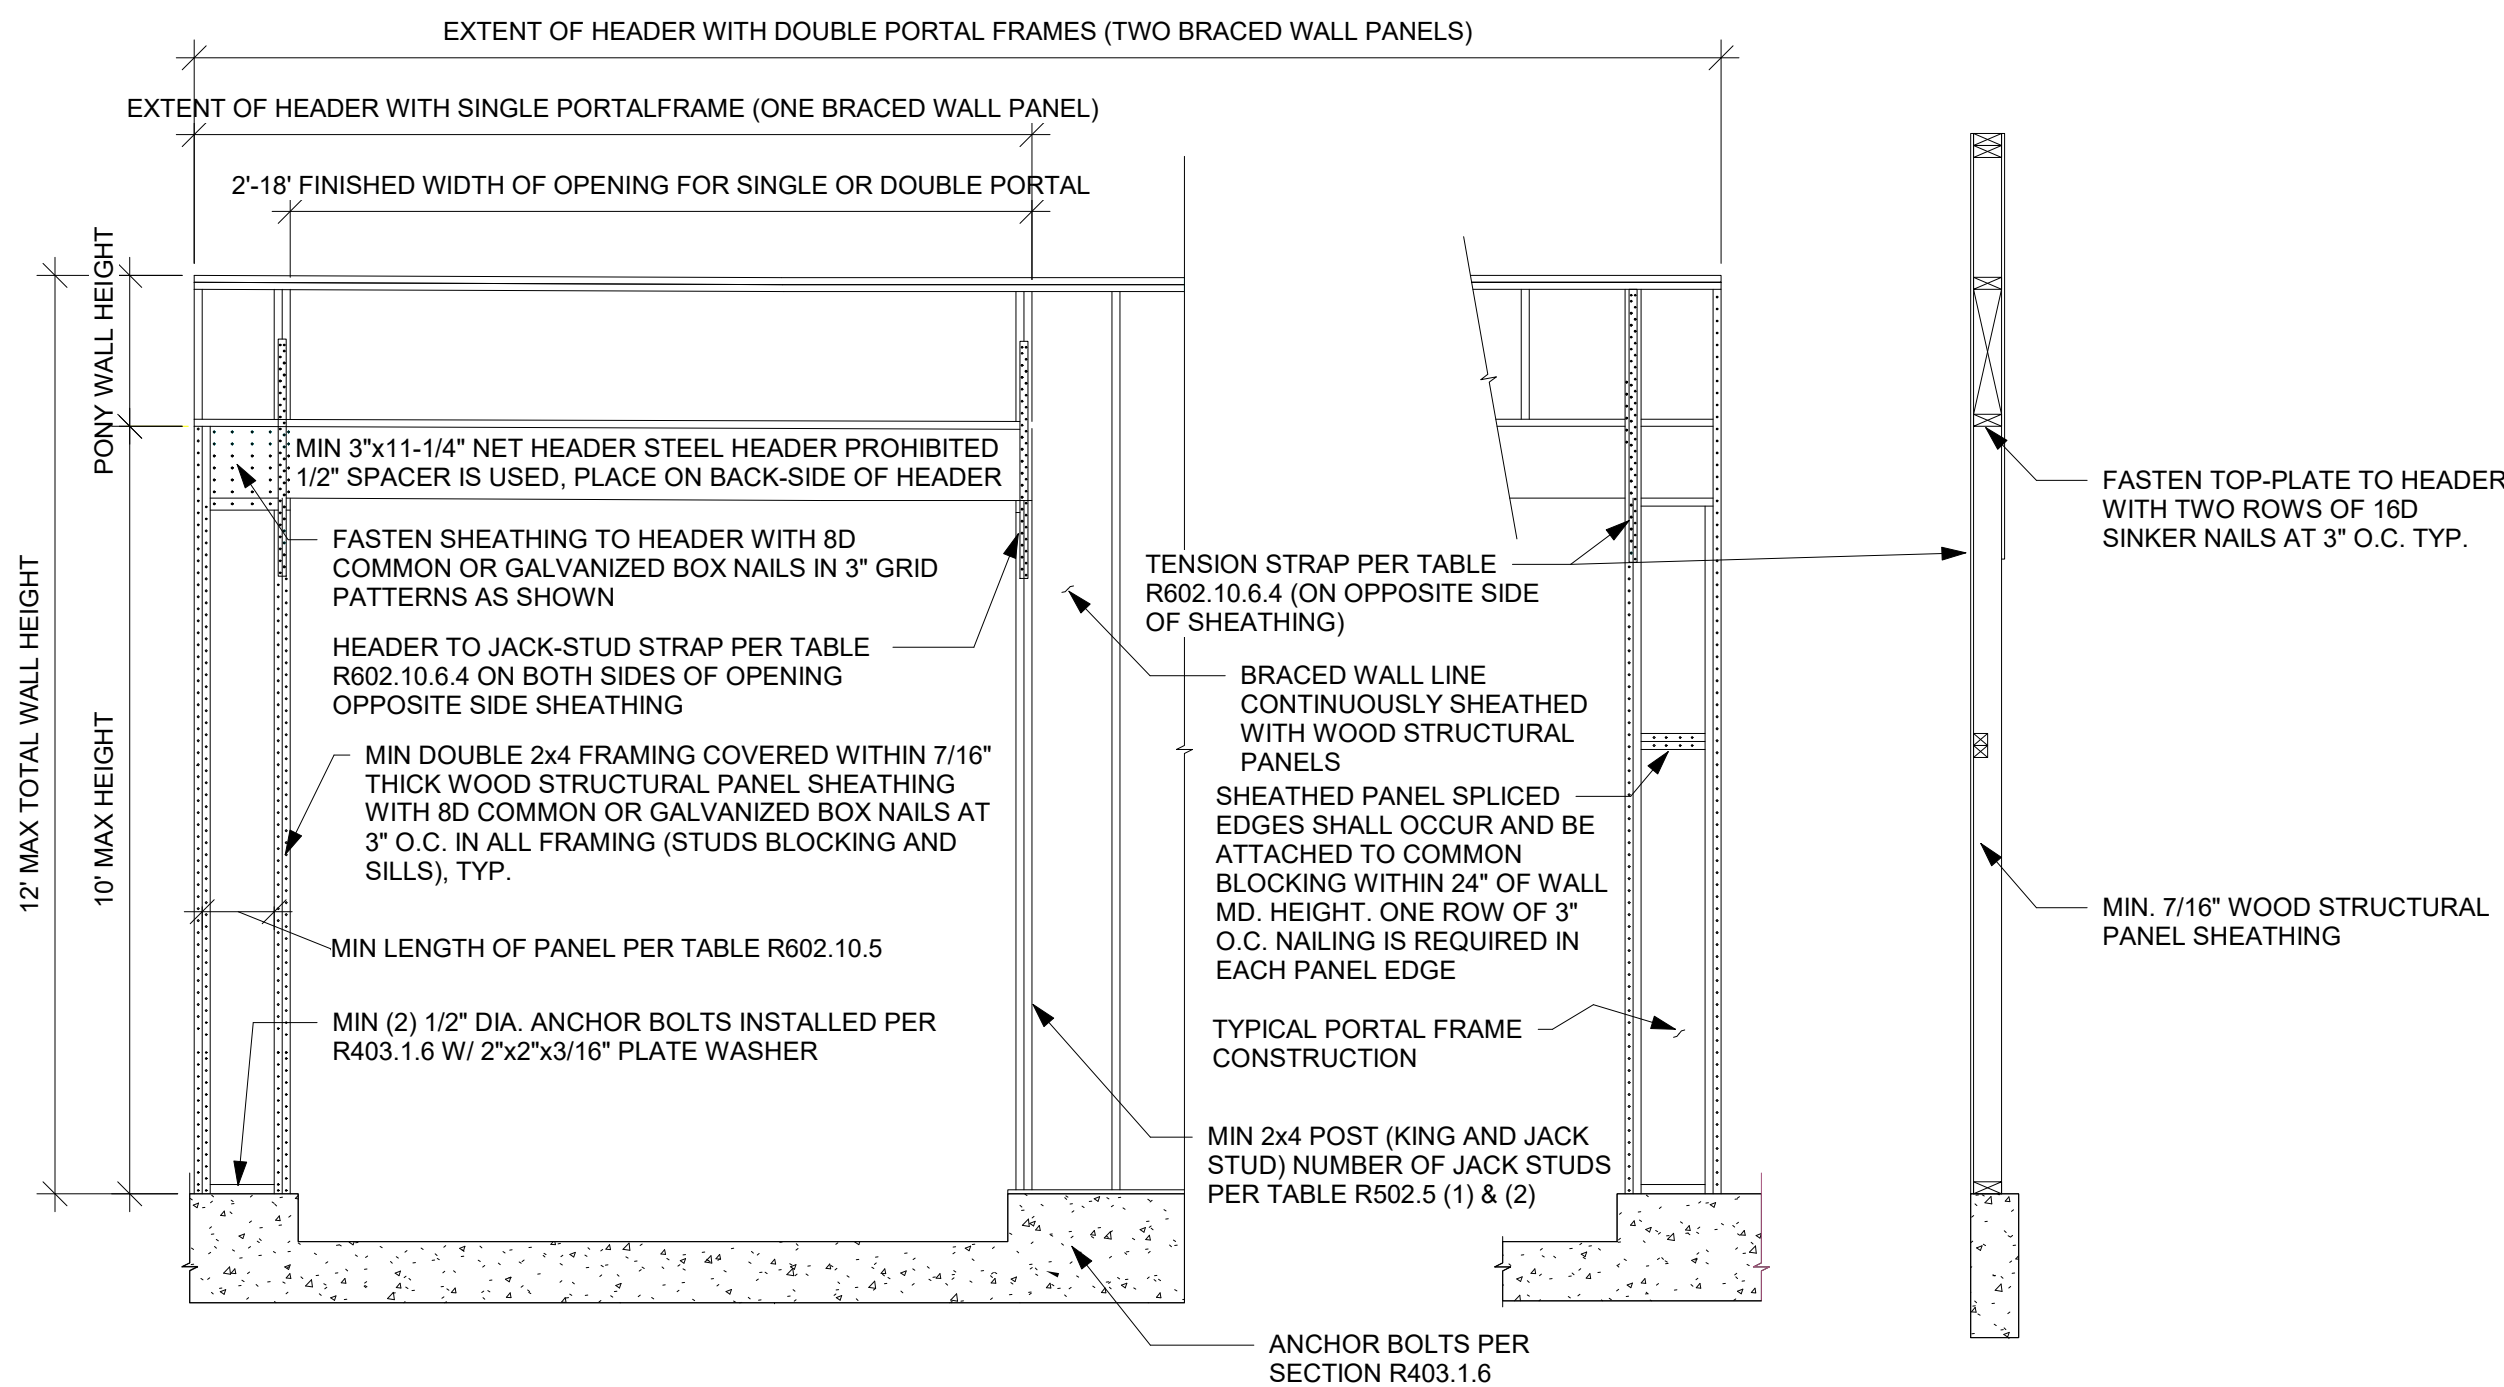 EXTENT OF HEADER WITH DOUBLE PORTAL FRAMES (TWO BRACED WALL PANELS)
EXTENT OF HEADER WITH SINGLE PORTALFRAME (ONE BRACED WALL PANEL)
2'-18' FINISHED WIDTH OF OPENING FOR SINGLE OR DOUBLE PORTAL
PONY WALL HEIGHT
12' MAX TOTAL WALL HEIGHT
10' MAX HEIGHT
MIN 3"x11-1/4" NET HEADER STEEL HEADER PROHIBITED
1/2" SPACER IS USED, PLACE ON BACK-SIDE OF HEADER
FASTEN SHEATHING TO HEADER WITH 8D
COMMON OR GALVANIZED BOX NAILS IN 3" GRID
PATTERNS AS SHOWN
HEADER TO JACK-STUD STRAP PER TABLE
R602.10.6.4 ON BOTH SIDES OF OPENING
OPPOSITE SIDE SHEATHING
MIN DOUBLE 2x4 FRAMING COVERED WITHIN 7/16"
THICK WOOD STRUCTURAL PANEL SHEATHING
WITH 8D COMMON OR GALVANIZED BOX NAILS AT
3" O.C. IN ALL FRAMING (STUDS BLOCKING AND
SILLS), TYP.
MIN LENGTH OF PANEL PER TABLE R602.10.5
MIN (2) 1/2" DIA. ANCHOR BOLTS INSTALLED PER
R403.1.6 W/ 2"x2"x3/16" PLATE WASHER
TENSION STRAP PER TABLE
R602.10.6.4 (ON OPPOSITE SIDE
OF SHEATHING)
BRACED WALL LINE
CONTINUOUSLY SHEATHED
WITH WOOD STRUCTURAL
PANELS
SHEATHED PANEL SPLICED
EDGES SHALL OCCUR AND BE
ATTACHED TO COMMON
BLOCKING WITHIN 24" OF WALL
MD. HEIGHT. ONE ROW OF 3"
O.C. NAILING IS REQUIRED IN
EACH PANEL EDGE
TYPICAL PORTAL FRAME
CONSTRUCTION
MIN 2x4 POST (KING AND JACK
STUD) NUMBER OF JACK STUDS
PER TABLE R502.5 (1) & (2)
ANCHOR BOLTS PER
SECTION R403.1.6
FASTEN TOP-PLATE TO HEADER
WITH TWO ROWS OF 16D
SINKER NAILS AT 3" O.C. TYP.
MIN. 7/16" WOOD STRUCTURAL
PANEL SHEATHING